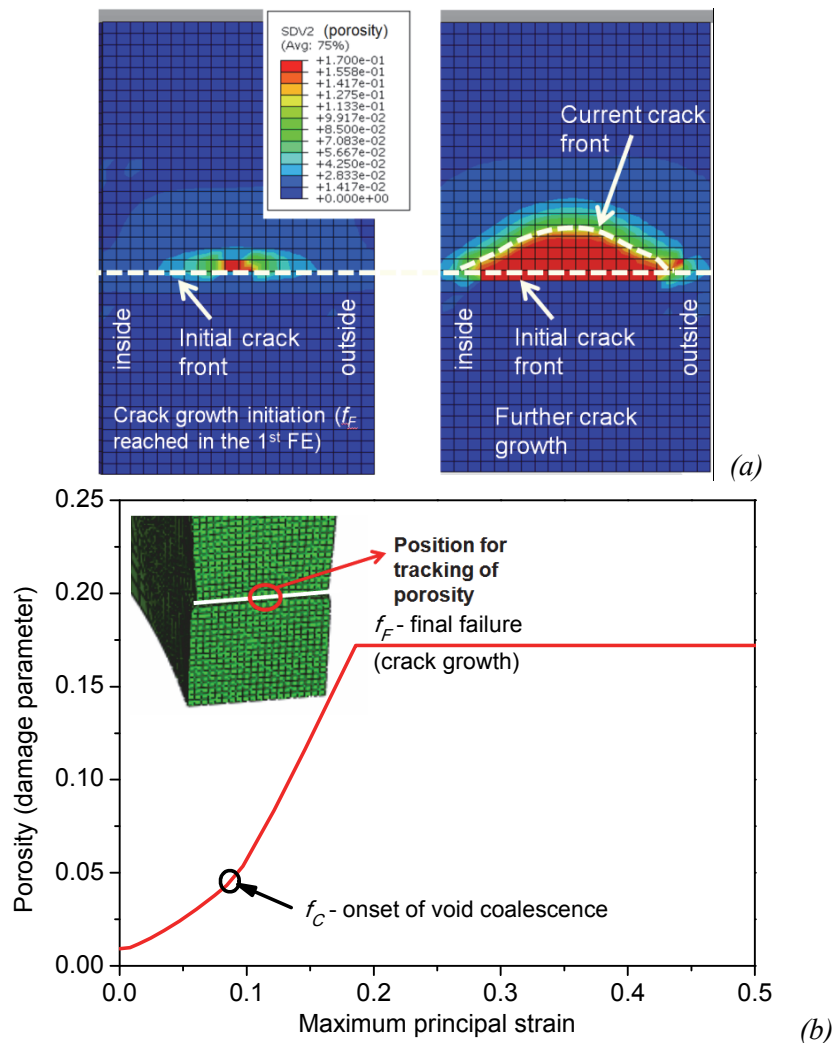 SDV2 (porosity)
(Avg: 75%)
+1.700e-01
+1.558e-01
+1.417e-01
+1.275e-01
+1.133e-01
+9.917e-02
+8.500e-02
+7.083e-02
+5.667e-02
+4.250e-02
+2.833e-02
+1.417e-02
+0.000e+00
Current crack
front
Initial crack
front
inside
outside
Crack growth initiation (fF
reached in the 1st FE)
Initial crack
front
inside
outside
Further crack
growth
(a)
0.25
0.20
0.15
0.10
0.05
0.00
Porosity (damage parameter)
Position for
tracking of
porosity
fF - final failure
(crack growth)
fC - onset of void coalescence
0.0 0.1 0.2 0.3 0.4 0.5
Maximum principal strain
(b)